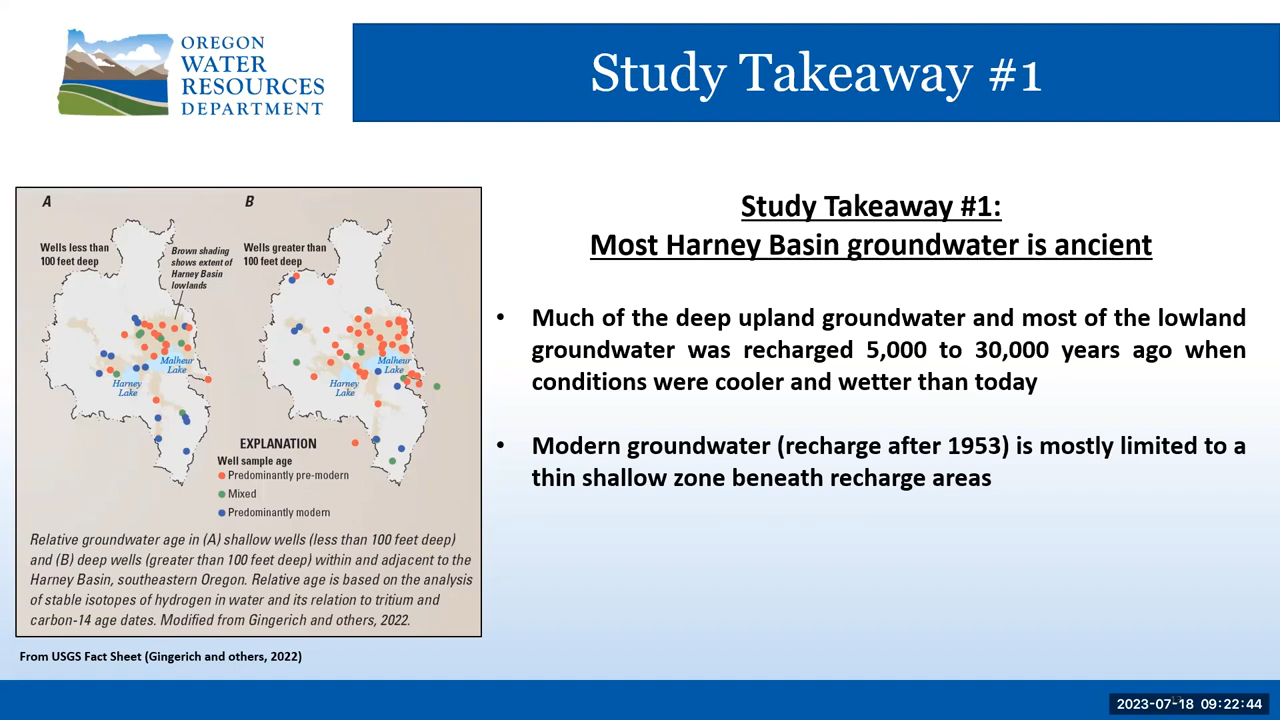 OREGON
WATER
RESOURCES
DEPARTMENT
Study Takeaway #1
A
B
Wells less than
100 feet deep
Brown shading
shows extent of
Harney Basin
lowlands
Wells greater than
100 feet deep
Malheur
Lake
Harney
Lake
Malheur
Lake
Harney
Lake
EXPLANATION
Well sample age
Predominantly pre-modern
Mixed
Predominantly modern
Relative groundwater age in (A) shallow wells (less than 100 feet deep)
and (B) deep wells (greater than 100 feet deep) within and adjacent to the
Harney Basin, southeastern Oregon. Relative age is based on the analysis
of stable isotopes of hydrogen in water and its relation to tritium and
carbon-14 age dates. Modified from Gingerich and others, 2022.
From USGS Fact Sheet (Gingerich and others, 2022)
Study Takeaway #1:
Most Harney Basin groundwater is ancient
• Much of the deep upland groundwater and most of the lowland
groundwater was recharged 5,000 to 30,000 years ago when
conditions were cooler and wetter than today
• Modern groundwater (recharge after 1953) is mostly limited to a
thin shallow zone beneath recharge areas
2023-07-18 09:22:44